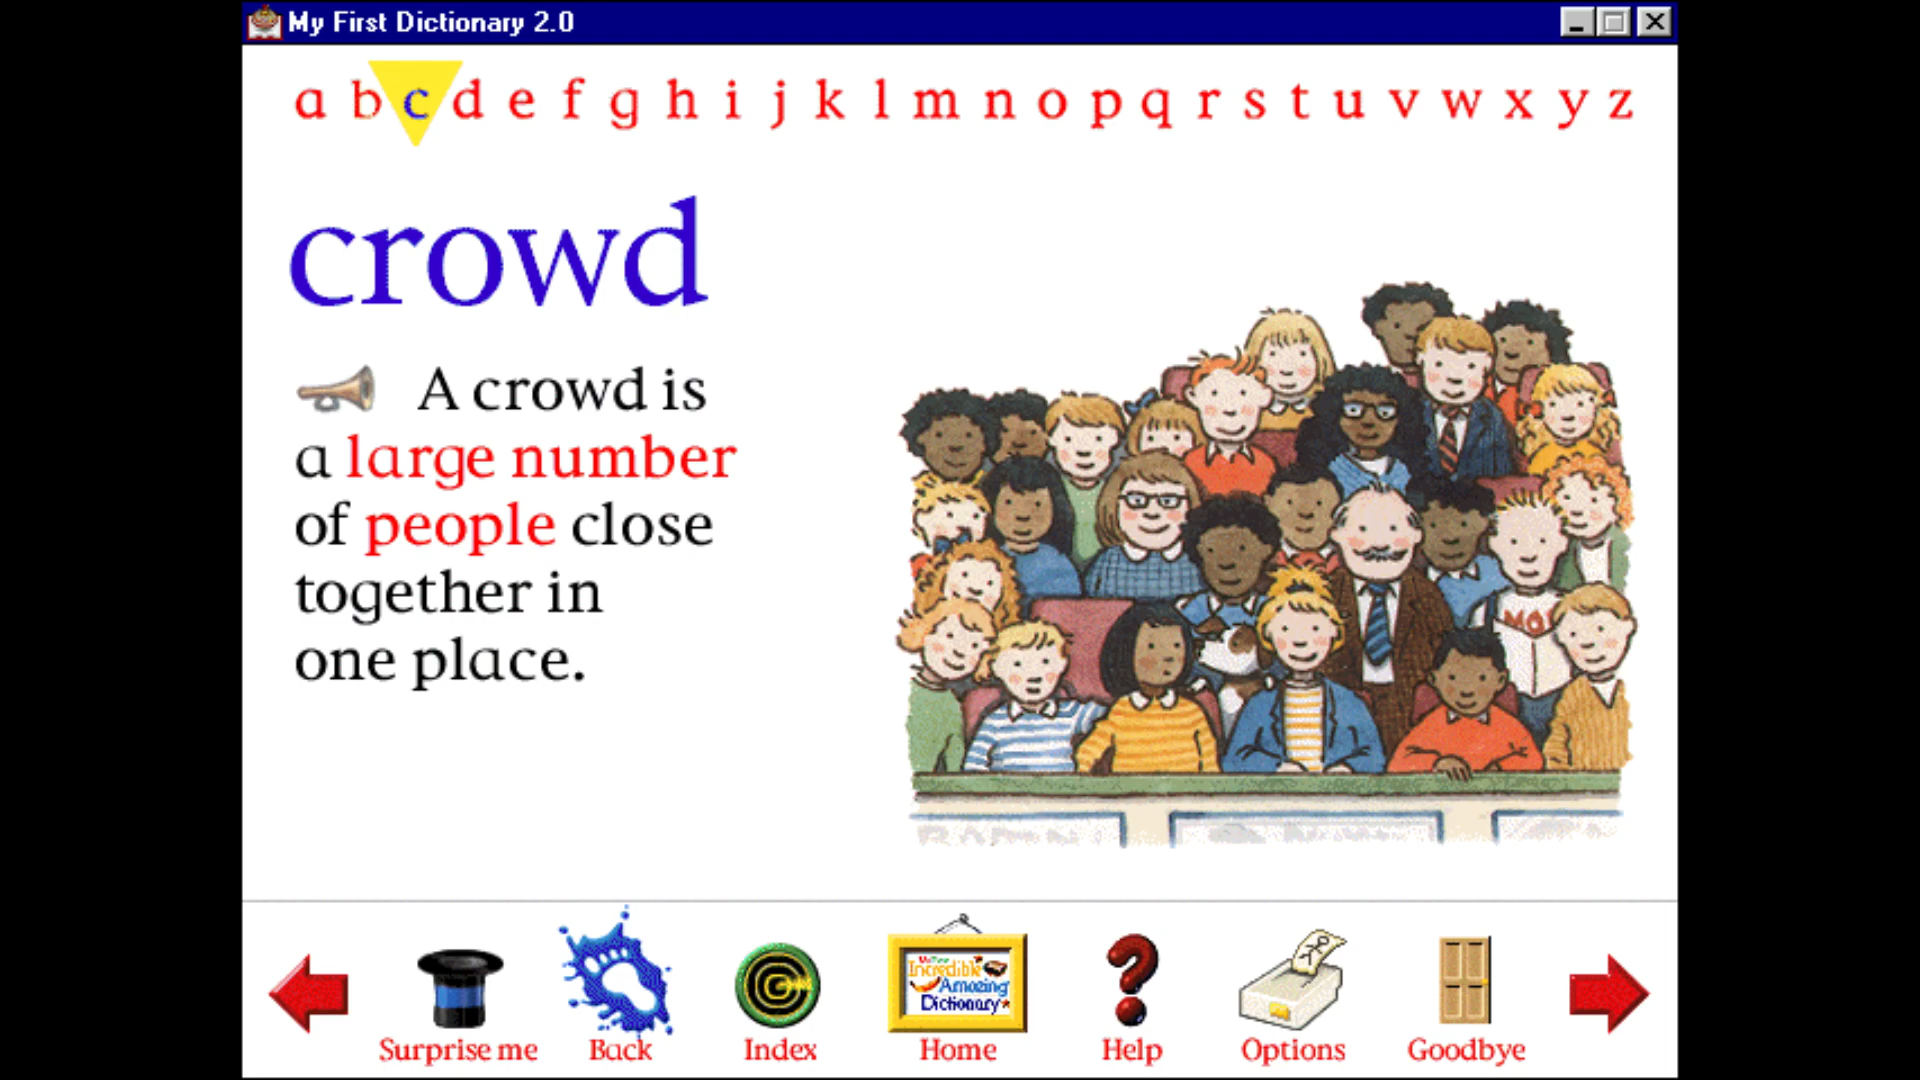 My First Dictionary 2.0
a b c d e f g h i j k l m n o p q r s t u v w x y z
crowd
A crowd is
a large number
of people close
together in
one place.
Incredible
Amazing
Dictionary
Surprise me Back Index Home Help Options Goodbye